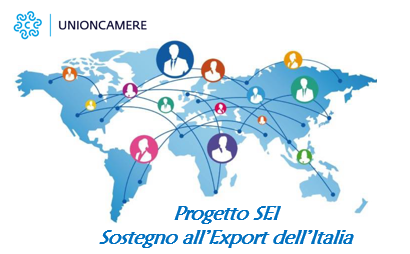 UNIONCAMERE
Progetto SEI
Sostegno all'Export dell'Italia